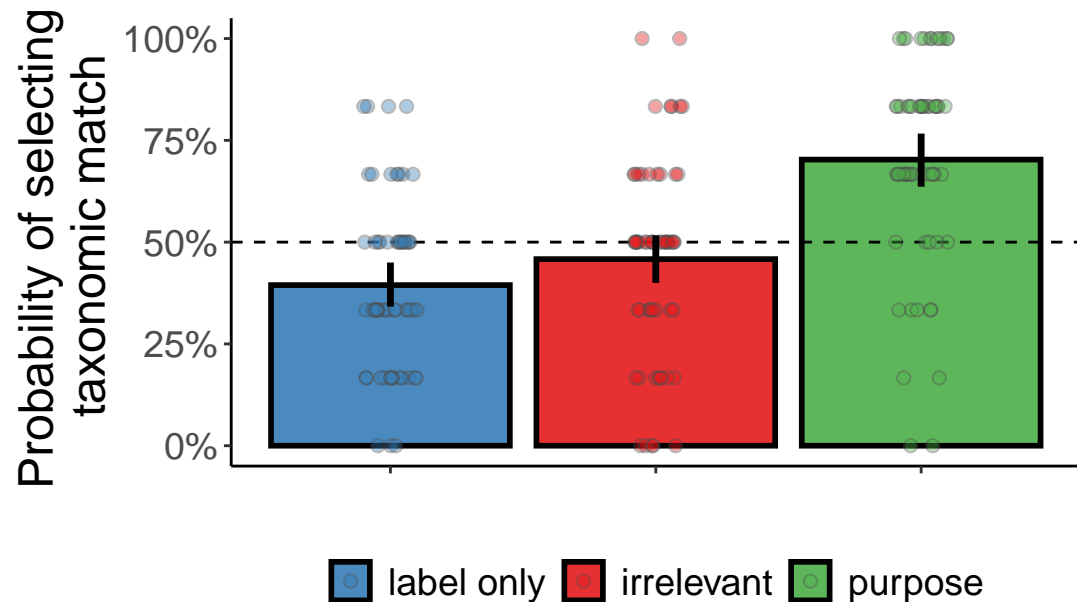 Probability of selecting
taxonomic match
100%
75%
50%
25%
0%
label only
irrelevant
purpose